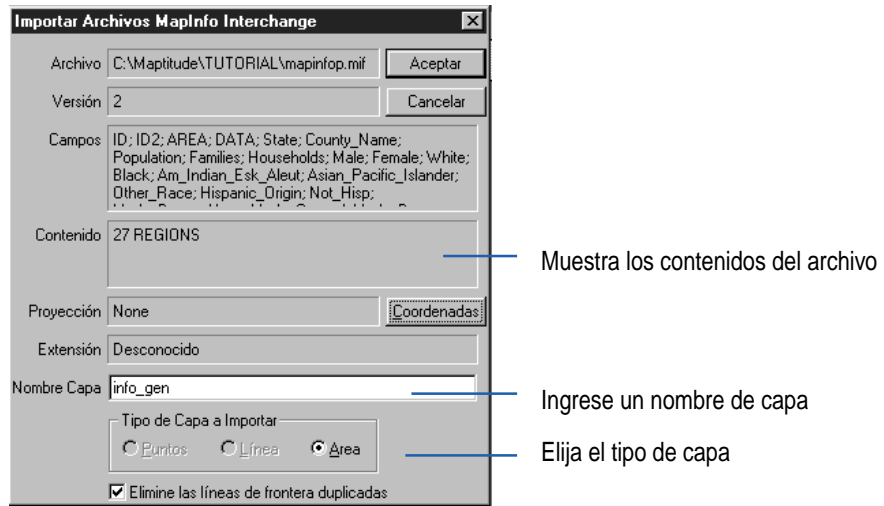 Importar Archivos MapInfo Interchange
Archivo C:\Maptitude\TUTORIAL\mapinfop.mif Aceptar
Versión 2 Cancelar
Campos ID; ID2; AREA; DATA; State; County_Name;
Population; Families; Households; Male; Female; White;
Black; Am_Indian_Esk_Aleut; Asian_Pacific_Islander;
Other_Race; Hispanic_Origin; Not_Hisp;
Contenido 27 REGIONS
Muestra los contenidos del archivo
Proyección None Coordenadas
Extensión Desconocido
Nombre Capa info_gen
Ingrese un nombre de capa
Tipo de Capa a Importar
Puntos Línea Area
Elija el tipo de capa
Elimine las líneas de frontera duplicadas